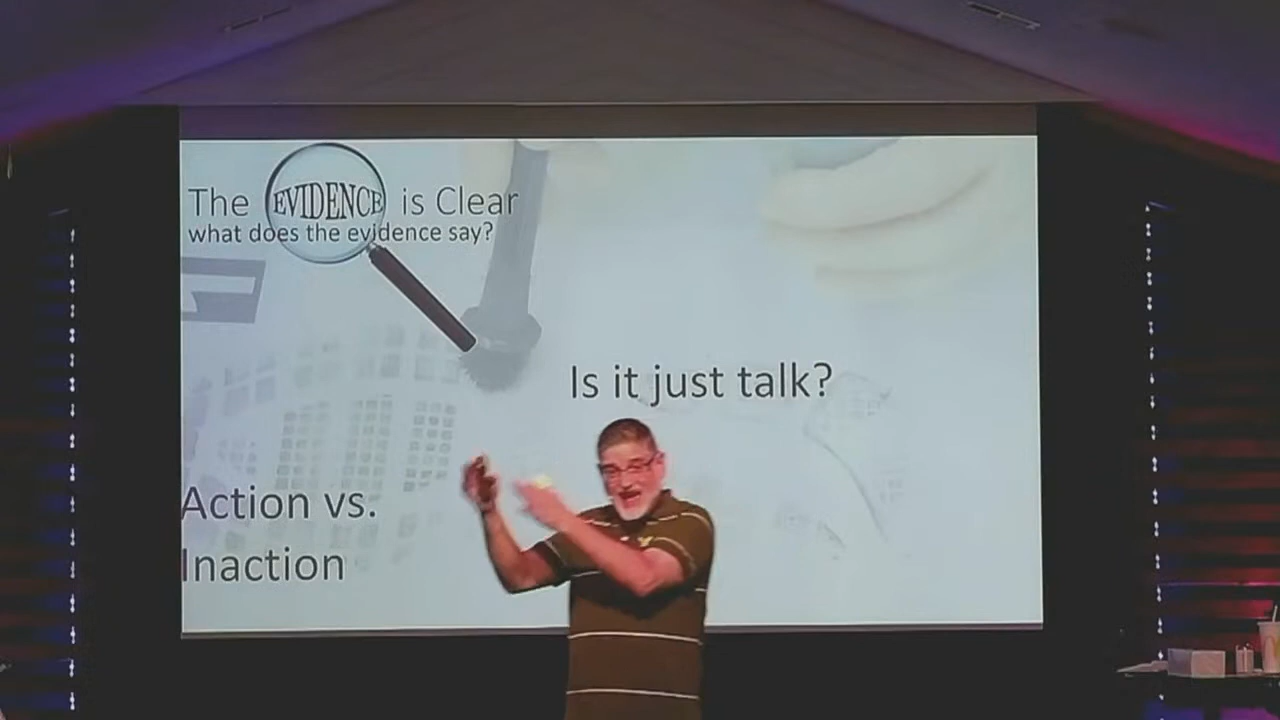 The EVIDENCE is Clear
what does the evidence say?
Is it just talk?
Action vs.
Inaction